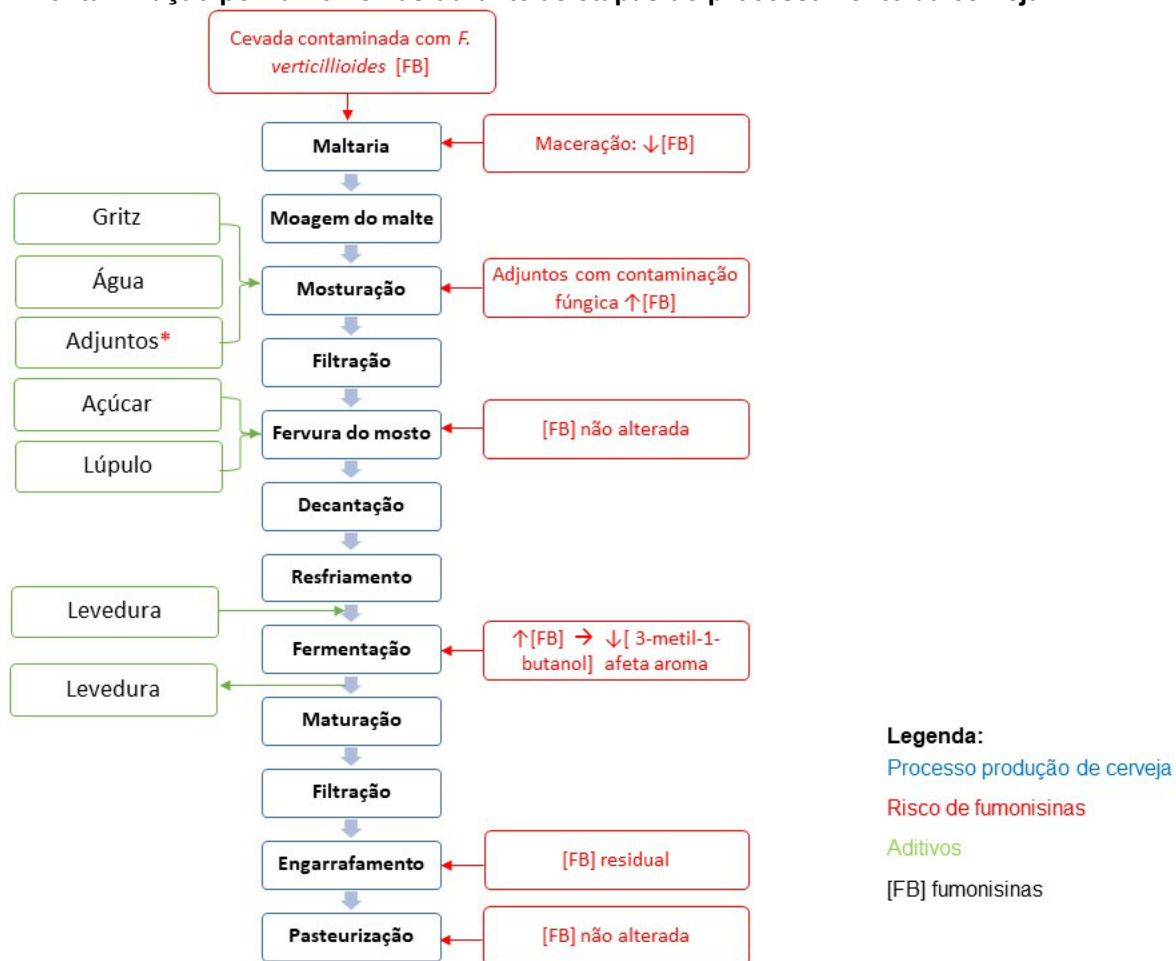 Cevada contaminada com F.
verticillioides [FB]
Maltaria
Maceração: ↓[FB]
Gritz
Moagem do malte
Água
Mosturação
Adjuntos com contaminação
fúngica ↑[FB]
Adjuntos*
Filtração
Açúcar
Fervura do mosto
[FB] não alterada
Lúpulo
Decantação
Resfriamento
Levedura
Fermentação
↑[FB] → ↓[ 3-metil-1-
butanol] afeta aroma
Levedura
Maturação
Filtração
Engarrafamento
[FB] residual
Pasteurização
[FB] não alterada
Legenda:
Processo produção de cerveja
Risco de fumonisinas
Aditivos
[FB] fumonisinas